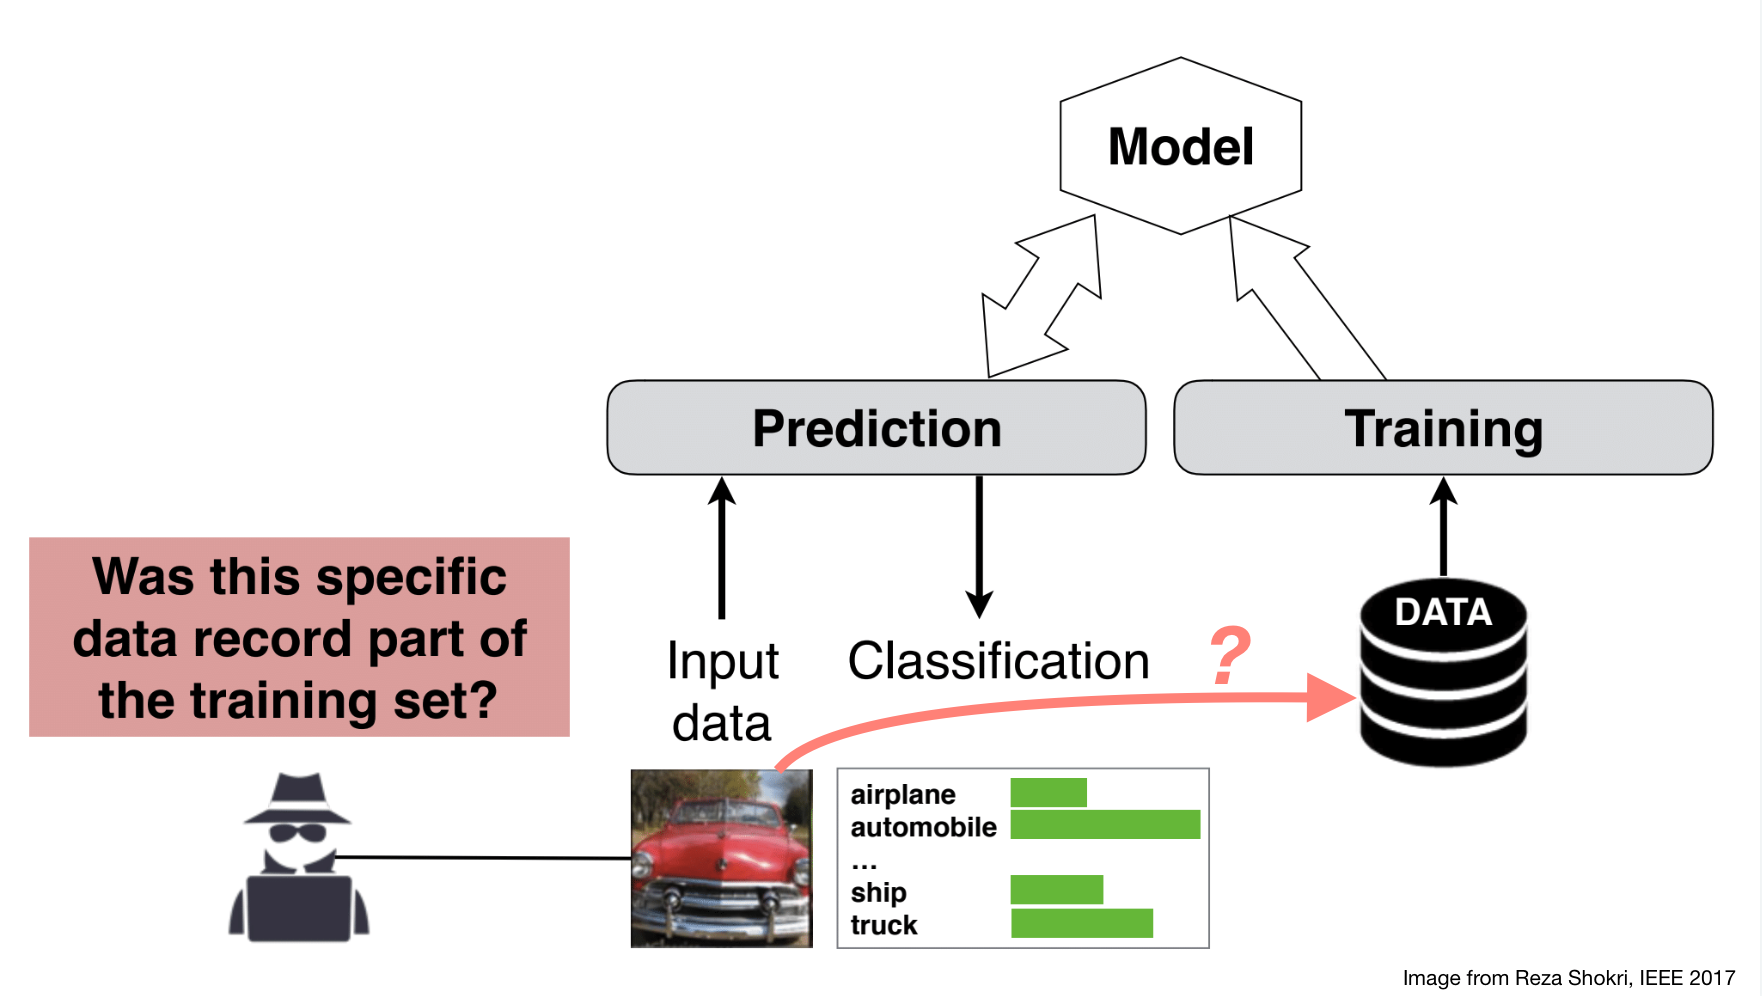 Model
Prediction
Training
Was this specific
data record part of
the training set?
Input
data
Classification
?
DATA
airplane
automobile
...
ship
truck
Image from Reza Shokri, IEEE 2017